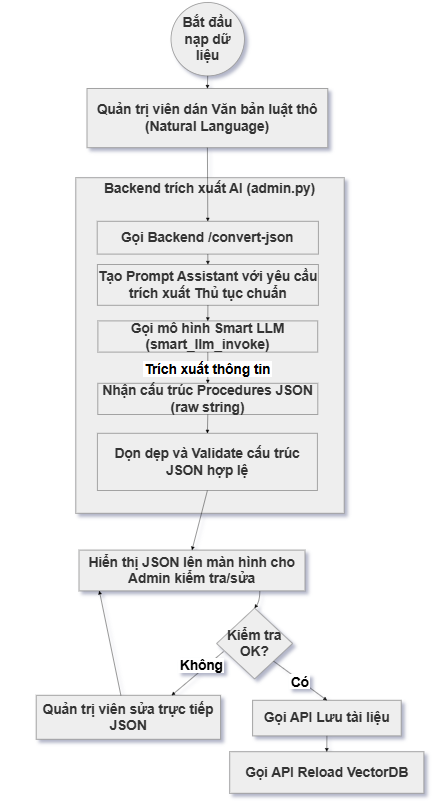 Bắt đầu
nạp dữ
liệu
Quản trị viên dán Văn bản luật thô
(Natural Language)
Backend trích xuất AI (admin.py)
Gọi Backend /convert-json
Tạo Prompt Assistant với yêu cầu
trích xuất Thủ tục chuẩn
Gọi mô hình Smart LLM
(smart_llm_invoke)
Trích xuất thông tin
Nhận cấu trúc Procedures JSON
(raw string)
Dọn dẹp và Validate cấu trúc
JSON hợp lệ
Hiển thị JSON lên màn hình cho
Admin kiểm tra/sửa
Kiểm tra
OK?
Không
Có
Quản trị viên sửa trực tiếp
JSON
Gọi API Lưu tài liệu
Gọi API Reload VectorDB